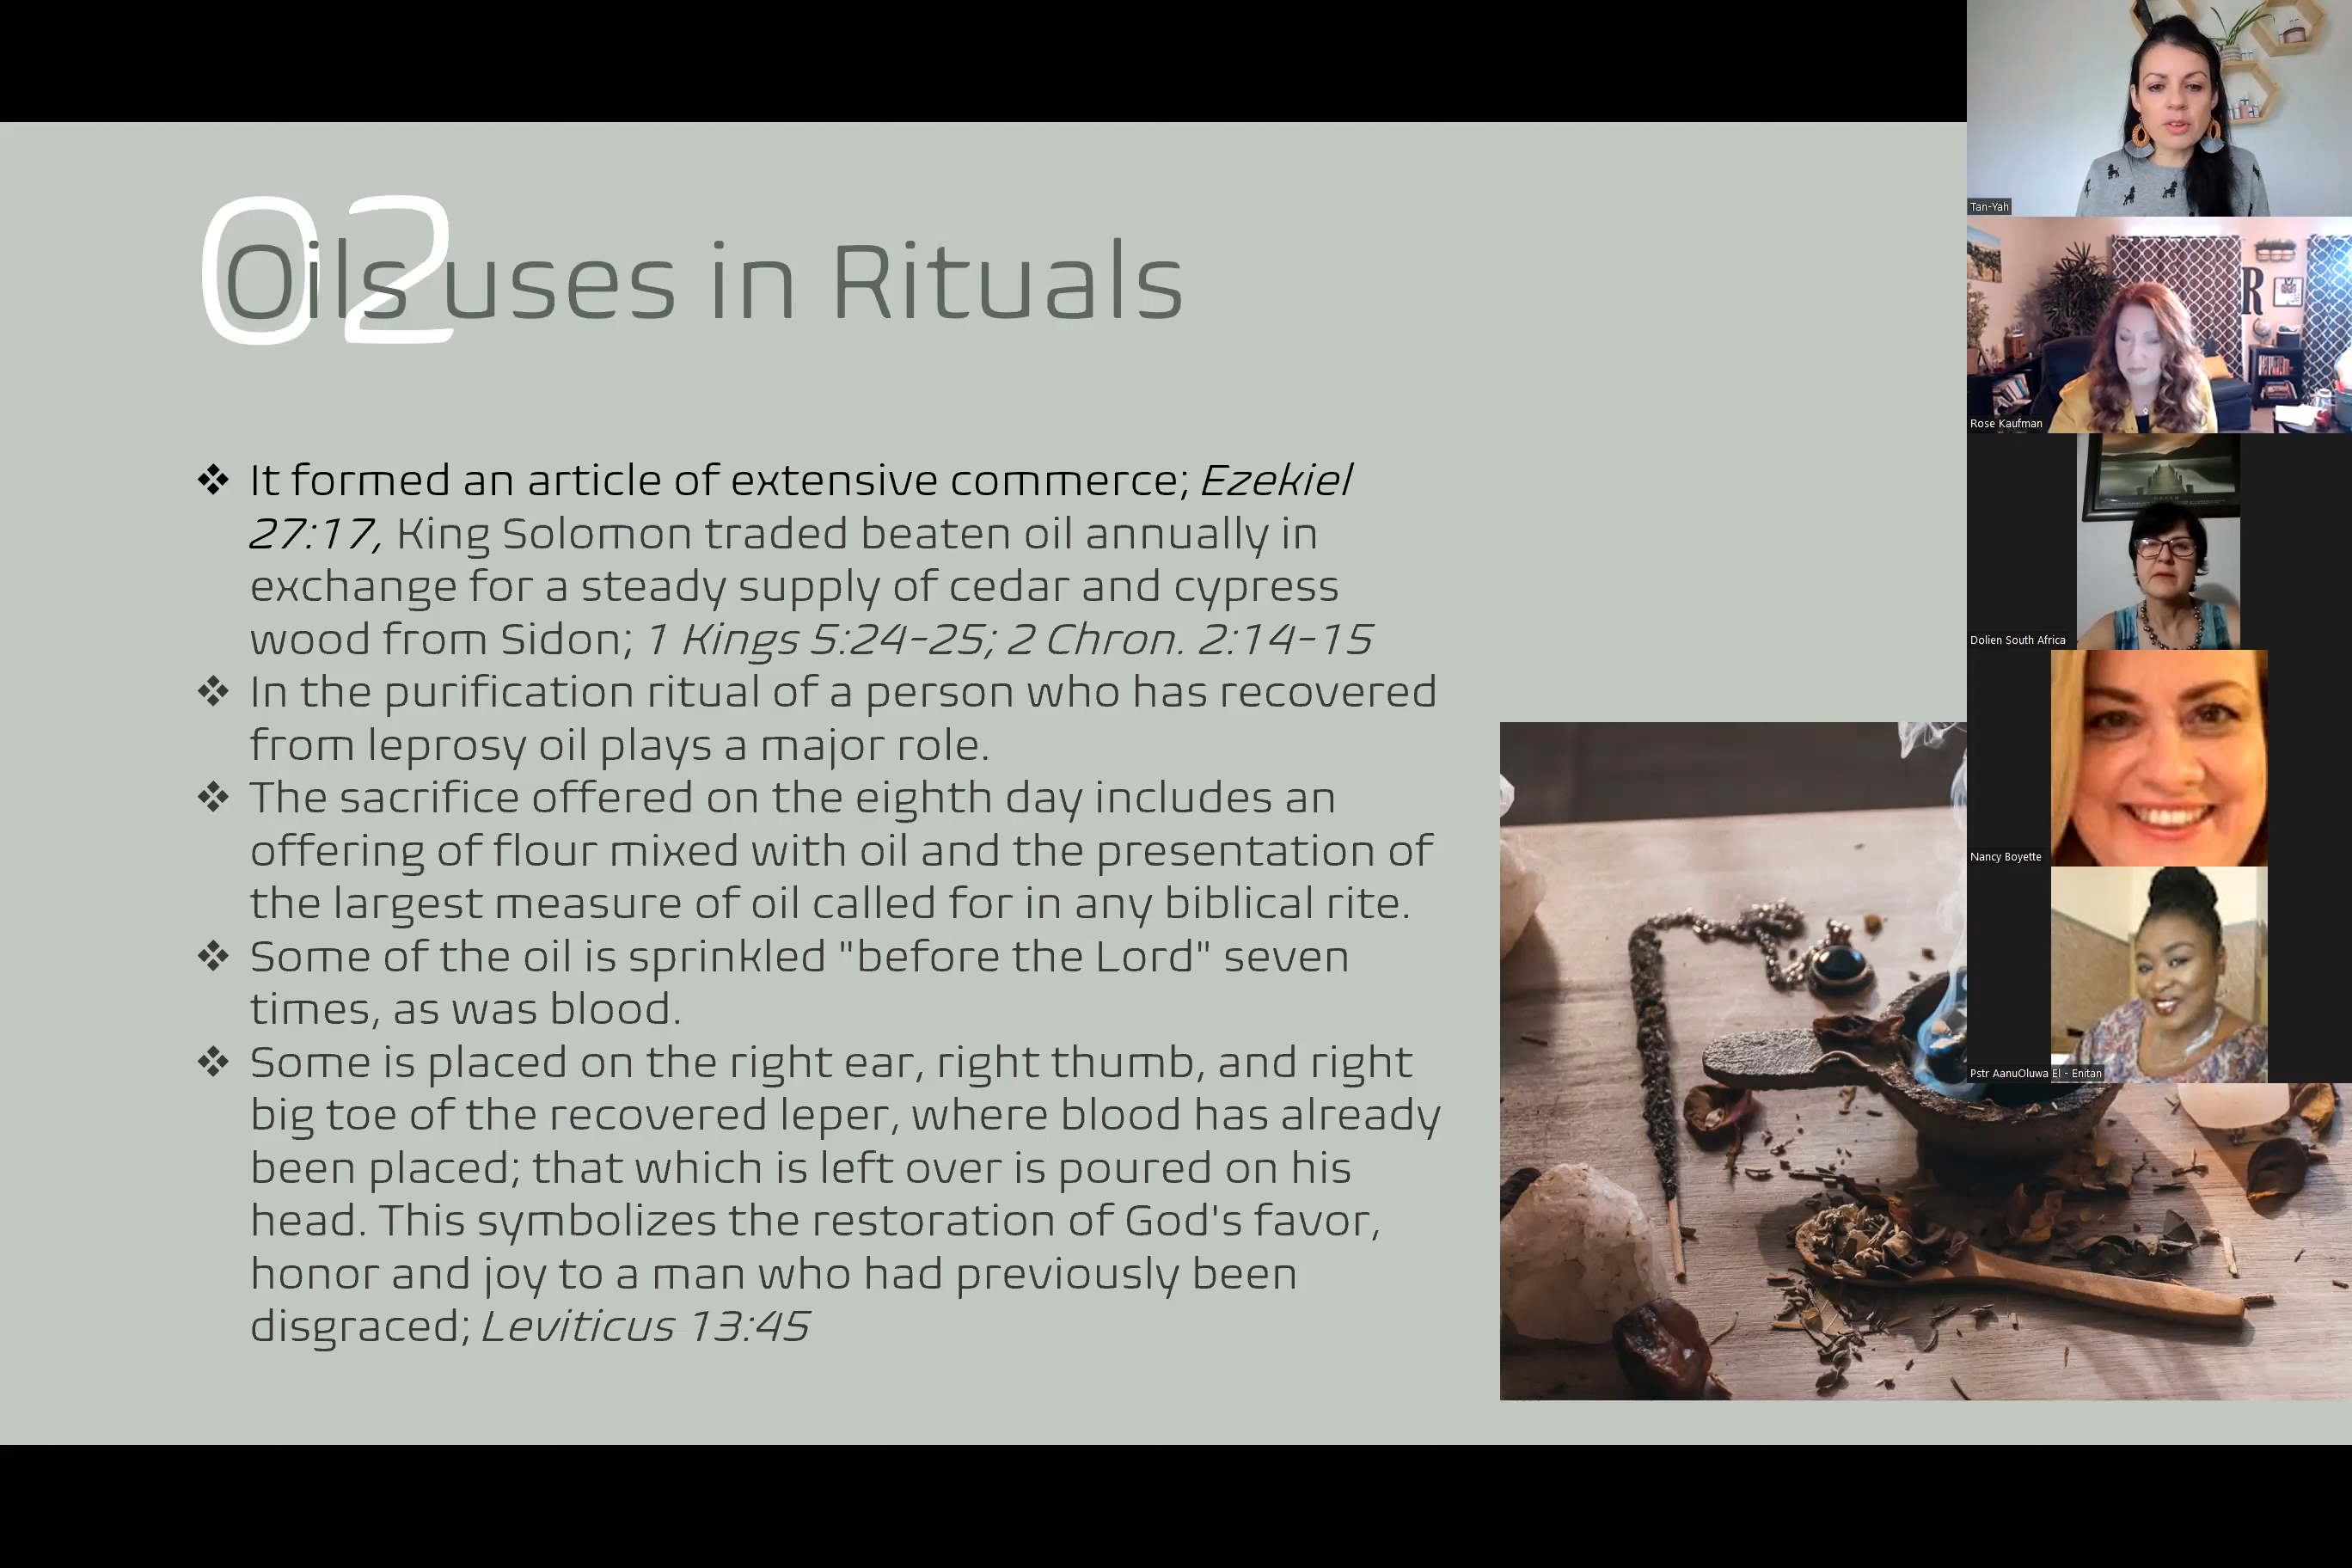 02
Oils uses in Rituals
❖ It formed an article of extensive commerce; Ezekiel
27:17, King Solomon traded beaten oil annually in
exchange for a steady supply of cedar and cypress
wood from Sidon; 1 Kings 5:24-25; 2 Chron. 2:14-15
❖ In the purification ritual of a person who has recovered
from leprosy oil plays a major role.
❖ The sacrifice offered on the eighth day includes an
offering of flour mixed with oil and the presentation of
the largest measure of oil called for in any biblical rite.
❖ Some of the oil is sprinkled "before the Lord" seven
times, as was blood.
❖ Some is placed on the right ear, right thumb, and right
big toe of the recovered leper, where blood has already
been placed; that which is left over is poured on his
head. This symbolizes the restoration of God's favor,
honor and joy to a man who had previously been
disgraced; Leviticus 13:45
Tan-Yah
R
Rose Kaufman
Dolien South Africa
Nancy Boyette
Pstr AanuOluwa El - Enitan